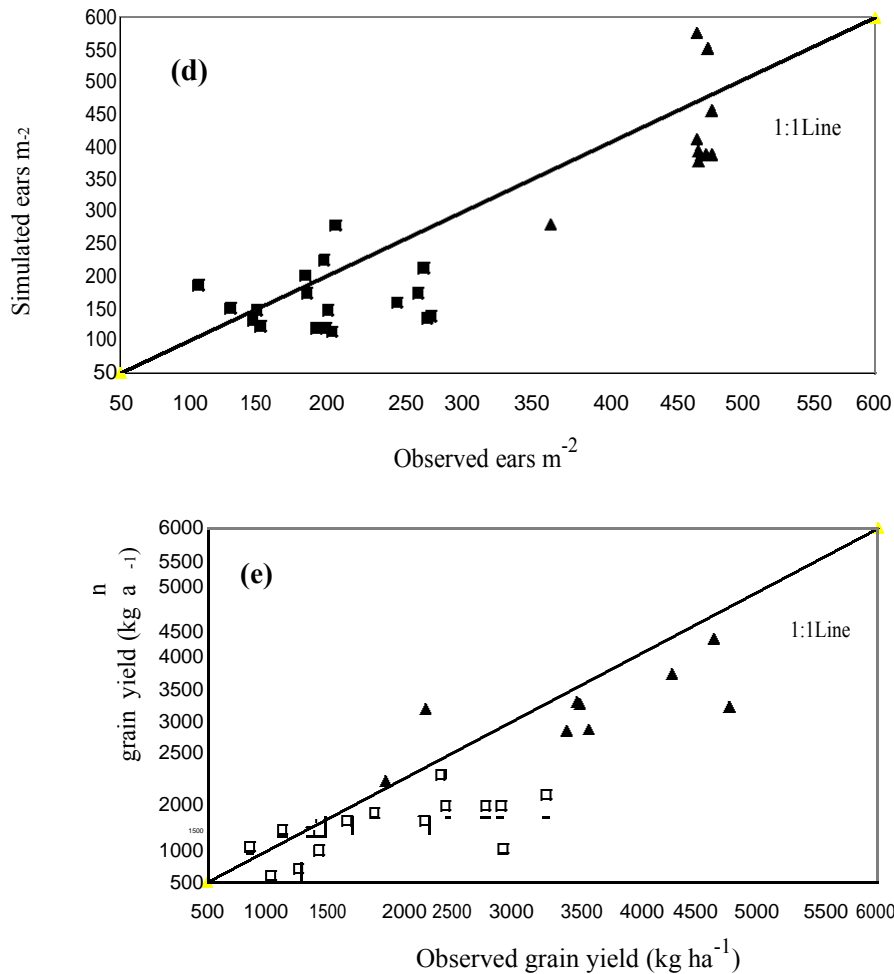 600
550
500
450
400
350
300
250
200
150
100
50
(d)
1:1Line
Simulated ears m-2
50 100 150 200 250 300 350 400 450 500 600
Observed ears m-2
6000
5500
5000
4500
4000
3500
3000
2500
2000
1500
1000
500
(e)
1:1Line
n
grain yield (kg a -1)
500 1000 1500 2000 2500 3000 3500 4000 4500 5000 5500 6000
Observed grain yield (kg ha-1)